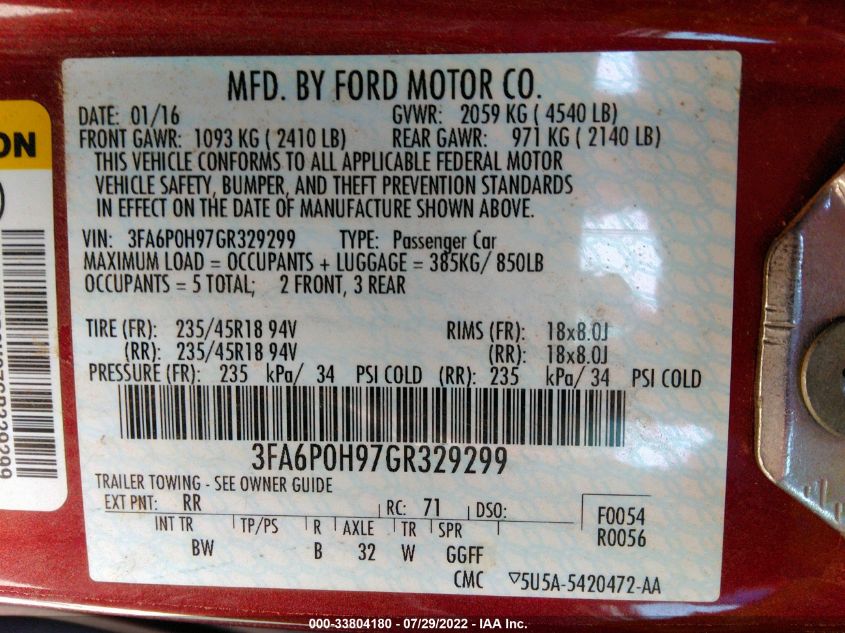 MFD. BY FORD MOTOR CO.
DATE: 01/16 GVWR: 2059 KG ( 4540 LB)
FRONT GAWR: 1093 KG ( 2410 LB) REAR GAWR: 971 KG ( 2140 LB)
THIS VEHICLE CONFORMS TO ALL APPLICABLE FEDERAL MOTOR
VEHICLE SAFETY, BUMPER, AND THEFT PREVENTION STANDARDS
IN EFFECT ON THE DATE OF MANUFACTURE SHOWN ABOVE.
VIN: 3FA6P0H97GR329299 TYPE: Passenger Car
MAXIMUM LOAD = OCCUPANTS + LUGGAGE = 385KG/ 850LB
OCCUPANTS = 5 TOTAL; 2 FRONT, 3 REAR
TIRE (FR): 235/45R18 94V RIMS (FR): 18x8.0J
(RR): 235/45R18 94V (RR): 18x8.0J
PRESSURE (FR): 235 kPa/ 34 PSI COLD (RR): 235 kPa/ 34 PSI COLD
3FA6P0H97GR329299
TRAILER TOWING - SEE OWNER GUIDE
EXT PNT: RR RC: 71 DSO: F0054
INT TR TP/PS R AXLE TR SPR R0056
BW B 32 W GGFF
CMC ▽5U5A-5420472-AA
ON
000-33804180 - 07/29/2022 - IAA Inc.